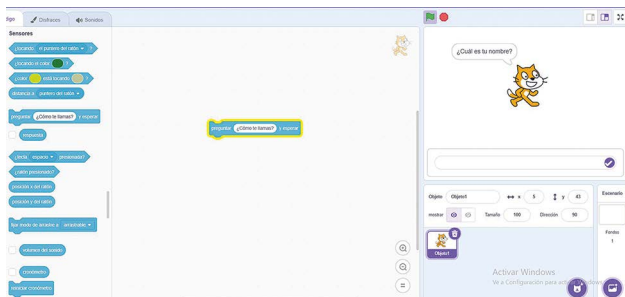 digo Disfraces Sonidos
Sensores
¿tocando el puntero del ratón ?
¿tocando el color ?
¿color está tocando ?
distancia a puntero del ratón
preguntar ¿Cómo te llamas? y esperar
respuesta
¿tecla espacio presionada?
¿ratón presionado?
posición x del ratón
posición y del ratón
fijar modo de arrastre a arrastrable
volumen del sonido
cronómetro
reiniciar cronómetro
preguntar ¿Cómo te llamas? y esperar
¿Cuál es tu nombre?
Objeto Objeto1 x 5 y 43
mostrar Tamaño 100 Dirección 90
Objeto1
Escenario
Fondos
1
Activar Windows
Ve a Configuración para activar Windows